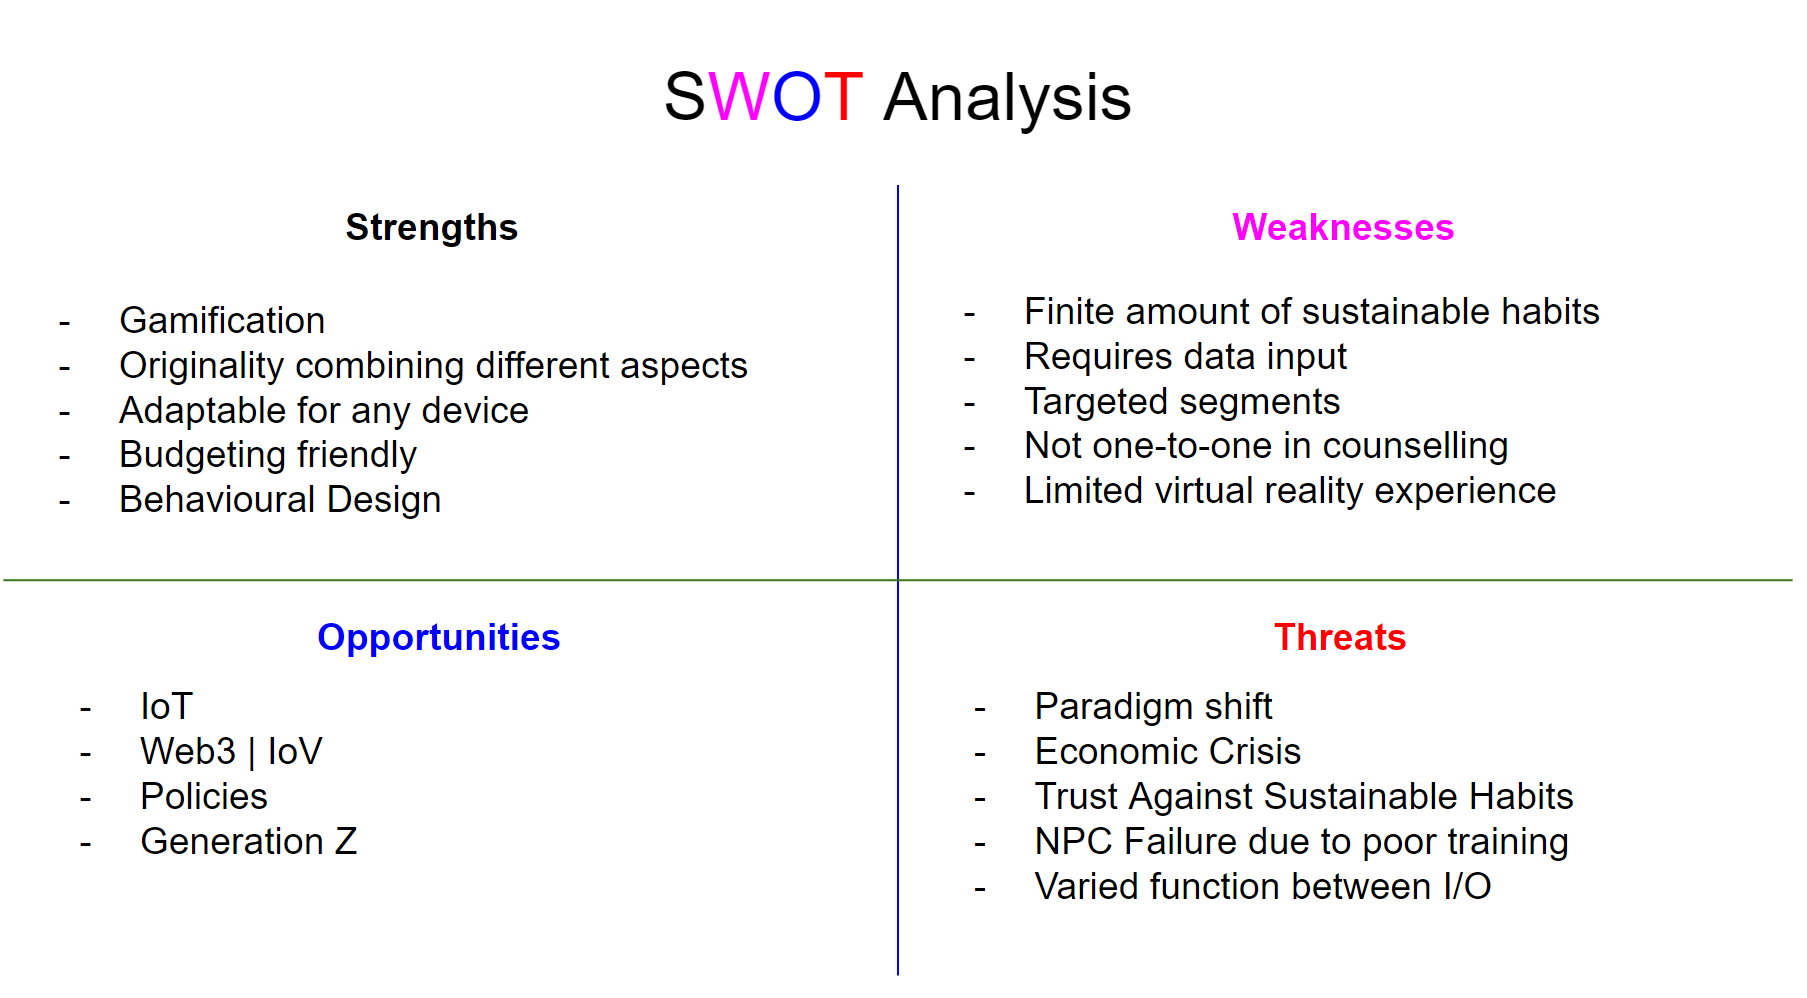 SWOT Analysis
Strengths
- Gamification
- Originality combining different aspects
- Adaptable for any device
- Budgeting friendly
- Behavioural Design
Weaknesses
- Finite amount of sustainable habits
- Requires data input
- Targeted segments
- Not one-to-one in counselling
- Limited virtual reality experience
Opportunities
- IoT
- Web3 | IoV
- Policies
- Generation Z
Threats
- Paradigm shift
- Economic Crisis
- Trust Against Sustainable Habits
- NPC Failure due to poor training
- Varied function between I/O